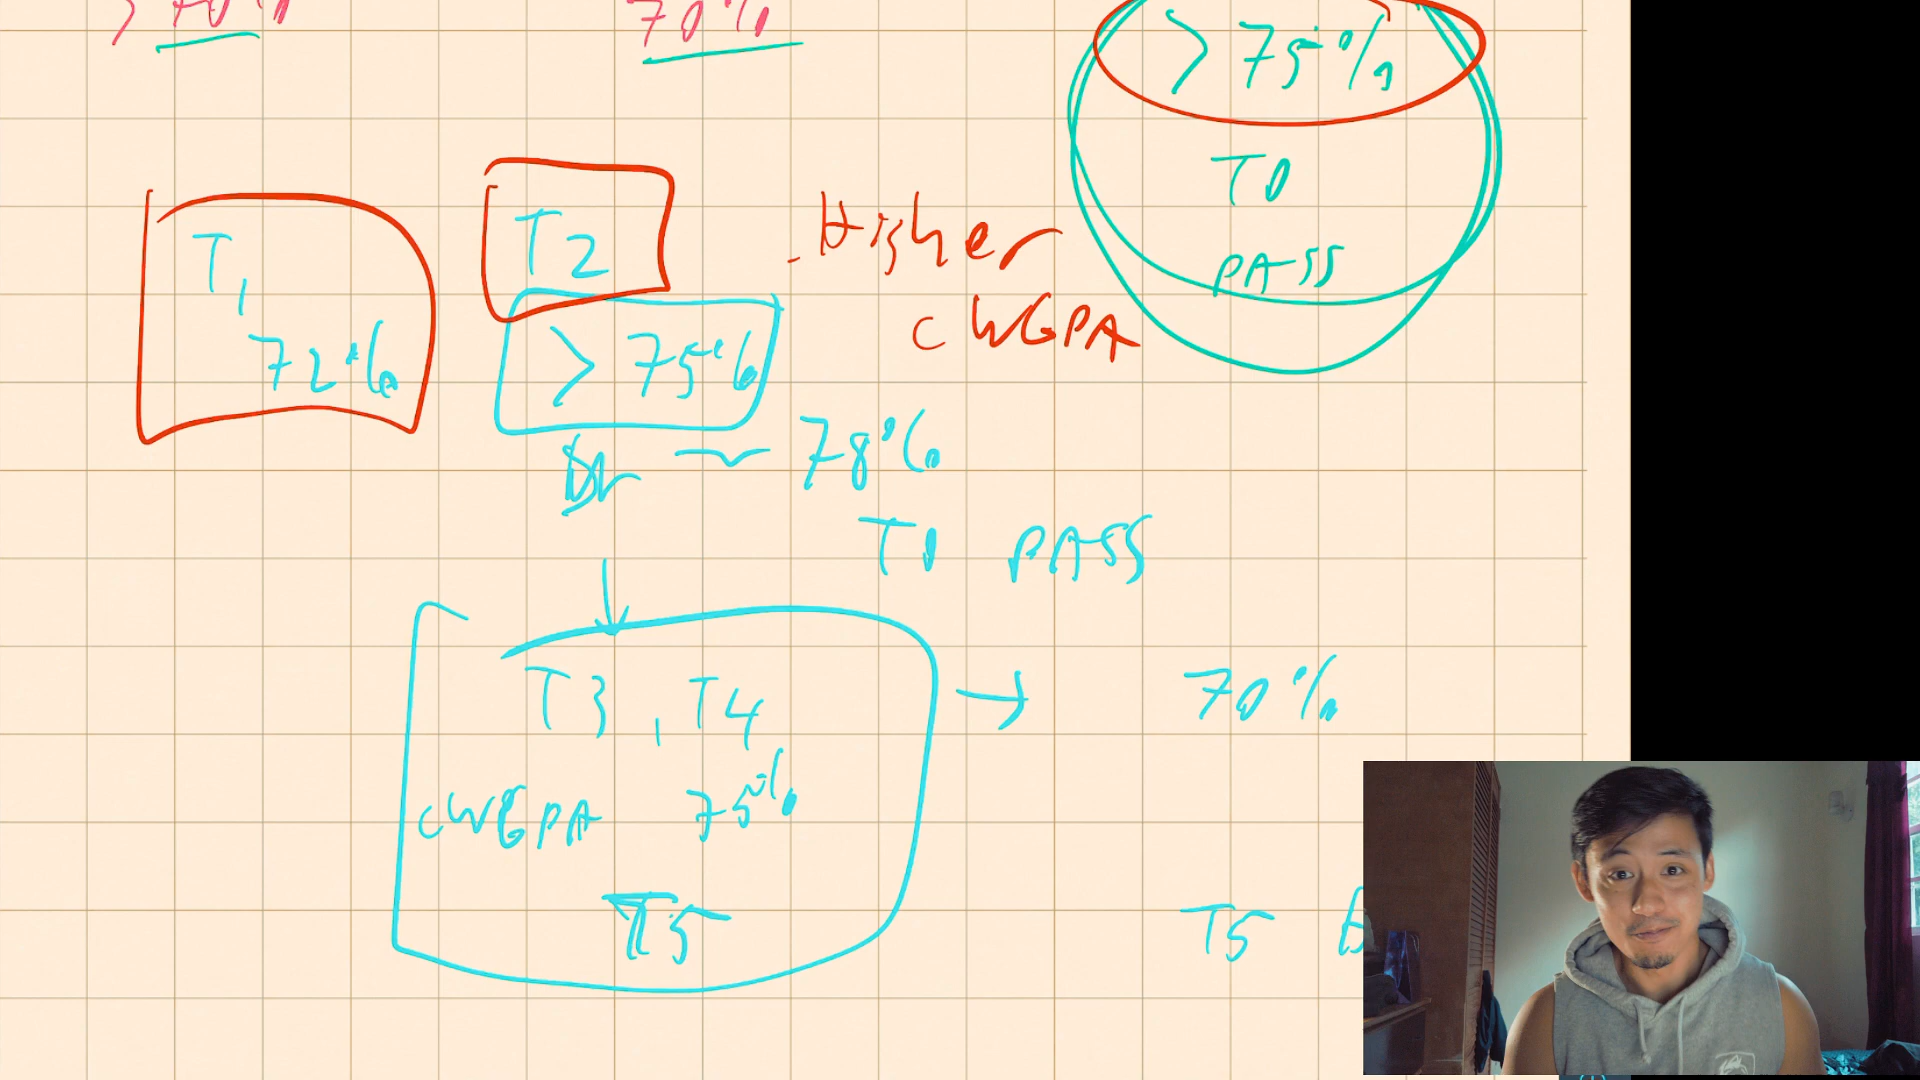 > 70%
70%
> 75%
TO
PASS
T1
72%
T2
> 75%
. Higher
CWGPA
78%
TO PASS
T3, T4
CWGPA 75%
T5
70%
T5